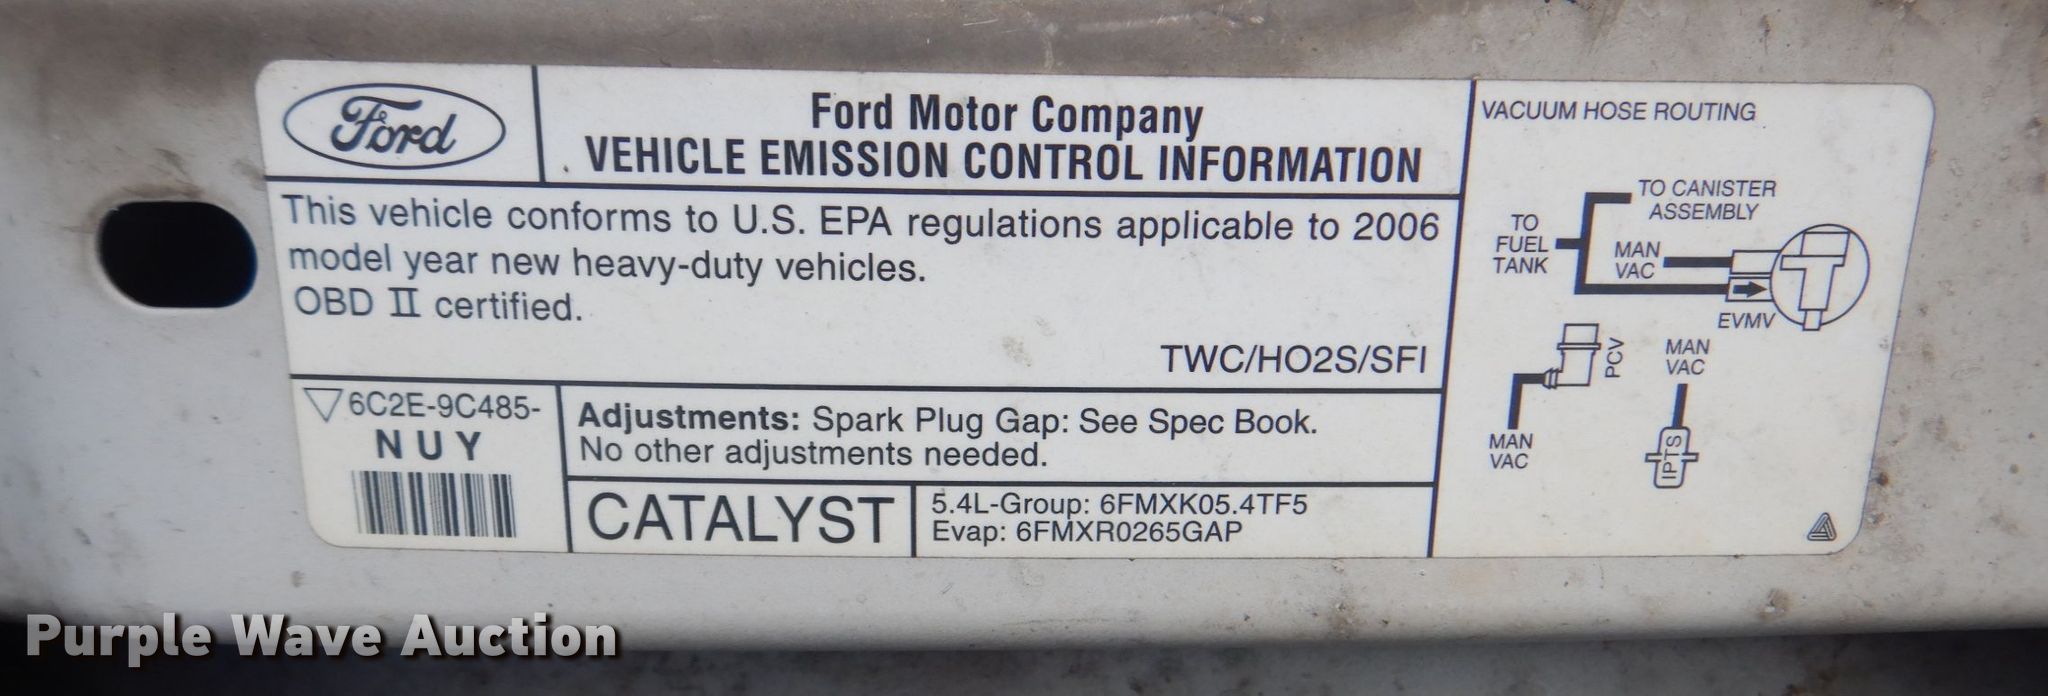 Ford
Ford Motor Company
VEHICLE EMISSION CONTROL INFORMATION
This vehicle conforms to U.S. EPA regulations applicable to 2006
model year new heavy-duty vehicles.
OBD II certified.
TWC/HO2S/SFI
6C2E-9C485-
NUY
Adjustments: Spark Plug Gap: See Spec Book.
No other adjustments needed.
CATALYST
5.4L-Group: 6FMXK05.4TF5
Evap: 6FMXR0265GAP
VACUUM HOSE ROUTING
TO CANISTER
ASSEMBLY
TO
FUEL
TANK
MAN
VAC
EVMV
PCV
MAN
VAC
MAN
VAC
IPTS
Purple Wave Auction